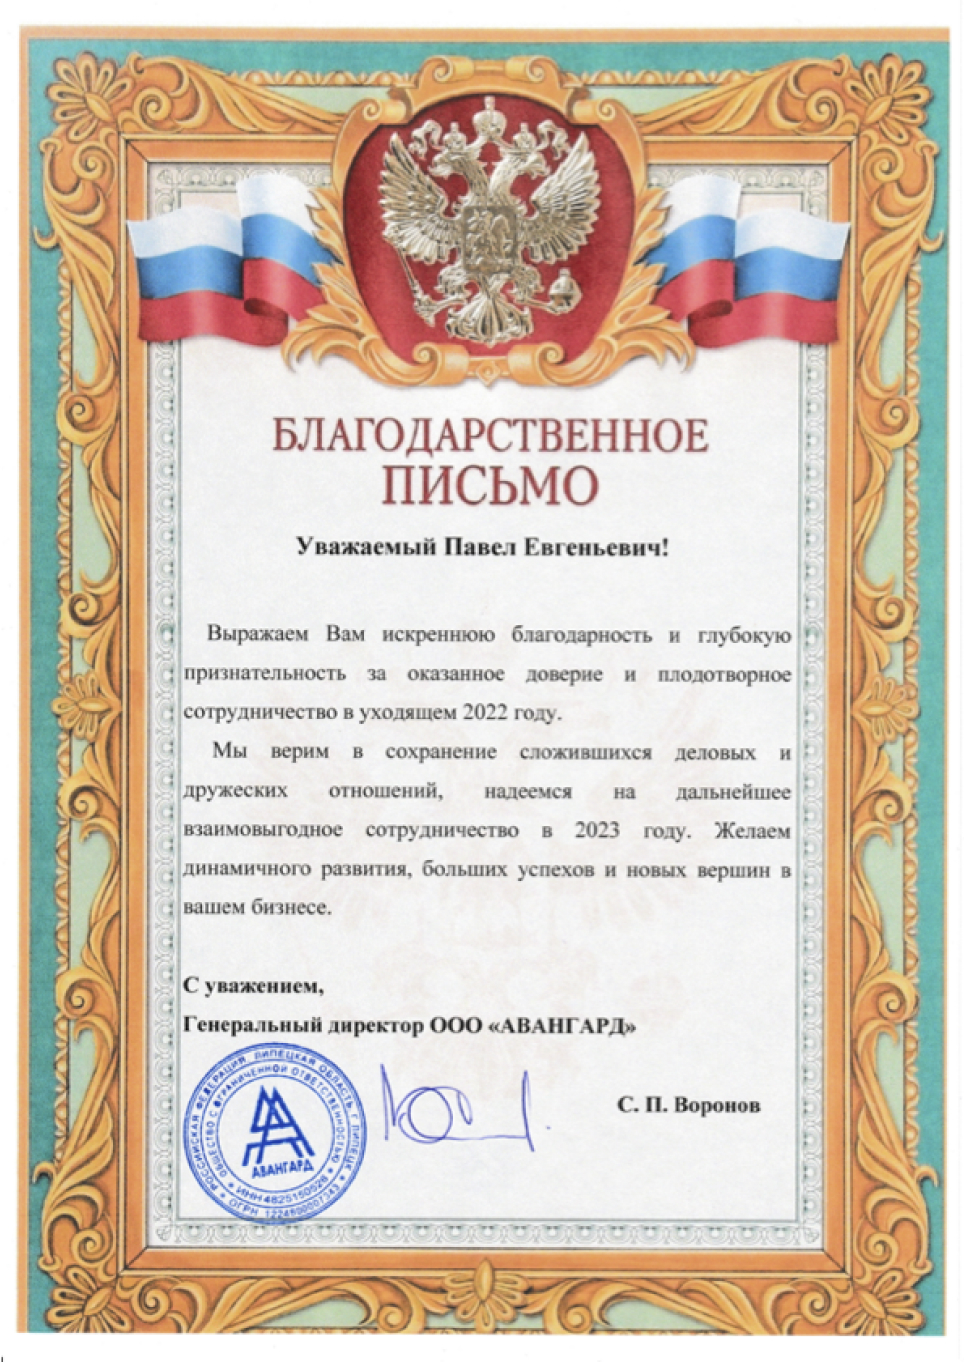 БЛАГОДАРСТВЕННОЕ
ПИСЬМО
Уважаемый Павел Евгеньевич!
Выражаем Вам искреннюю благодарность и глубокую
признательность за оказанное доверие и плодотворное
сотрудничество в уходящем 2022 году.
Мы верим в сохранение сложившихся деловых и
дружеских отношений, надеемся на дальнейшее
взаимовыгодное сотрудничество в 2023 году. Желаем
динамичного развития, больших успехов и новых вершин в
вашем бизнесе.
С уважением,
Генеральный директор ООО «АВАНГАРД»
РОССИЙСКАЯ ФЕДЕРАЦИЯ, ЛИПЕЦКАЯ ОБЛАСТЬ, Г. ЛИПЕЦК
ОБЩЕСТВО С ОГРАНИЧЕННОЙ ОТВЕТСТВЕННОСТЬЮ
АВАНГАРД
ИНН 4825150526
ОГРН 1224800007343
С. П. Воронов